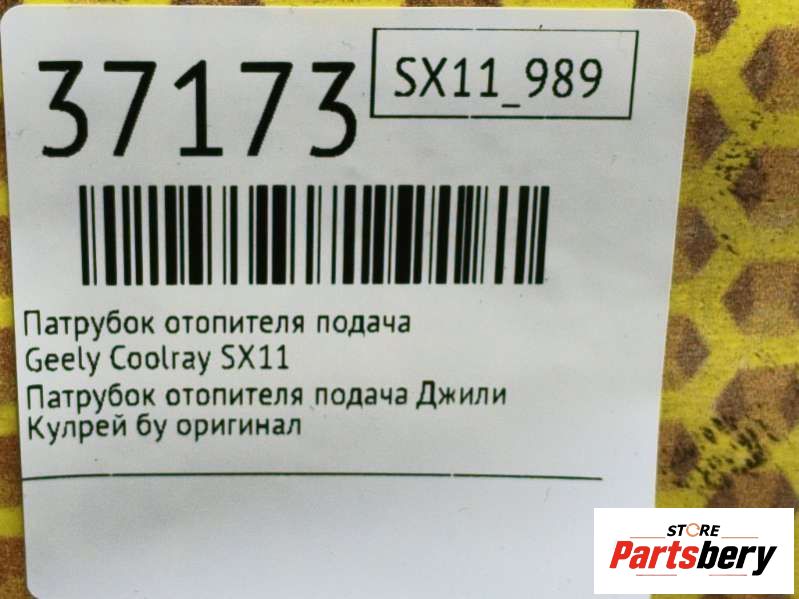 37173
SX11_989
Патрубок отопителя подача
Geely Coolray SX11
Патрубок отопителя подача Джили
Кулрей бу оригинал
STORE
Partsbery